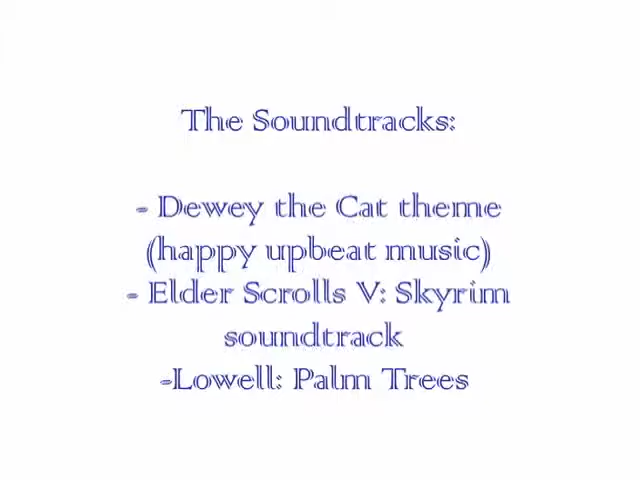 The Soundtracks:
- Dewey the Cat theme
(happy upbeat music)
- Elder Scrolls V: Skyrim
soundtrack
-Lowell: Palm Trees